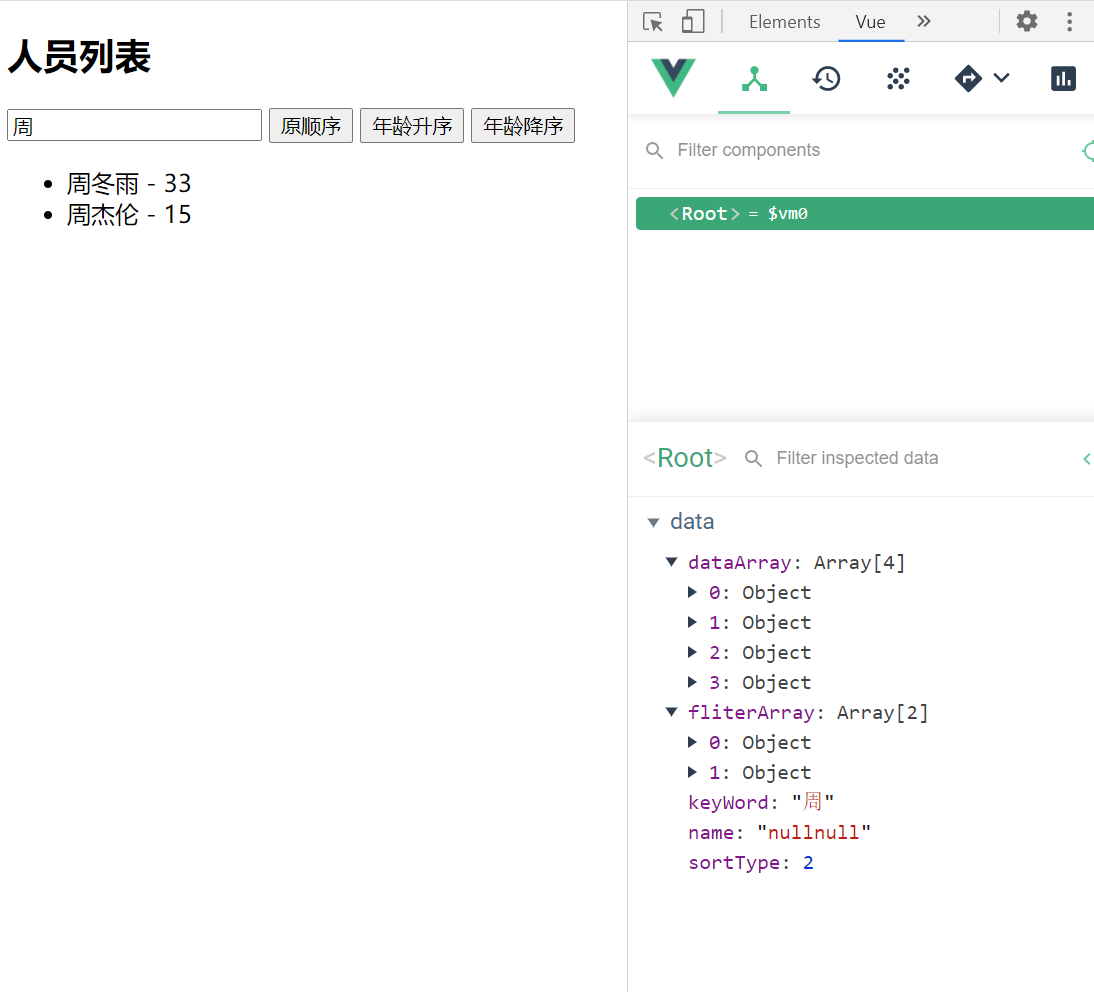 人员列表
周 原顺序 年龄升序 年龄降序
周冬雨 - 33
周杰伦 - 15
Elements Vue
Filter components
<Root> = $vm0
<Root> Filter inspected data
data
dataArray: Array[4]
0: Object
1: Object
2: Object
3: Object
fliterArray: Array[2]
0: Object
1: Object
keyWord: "周"
name: "nullnull"
sortType: 2